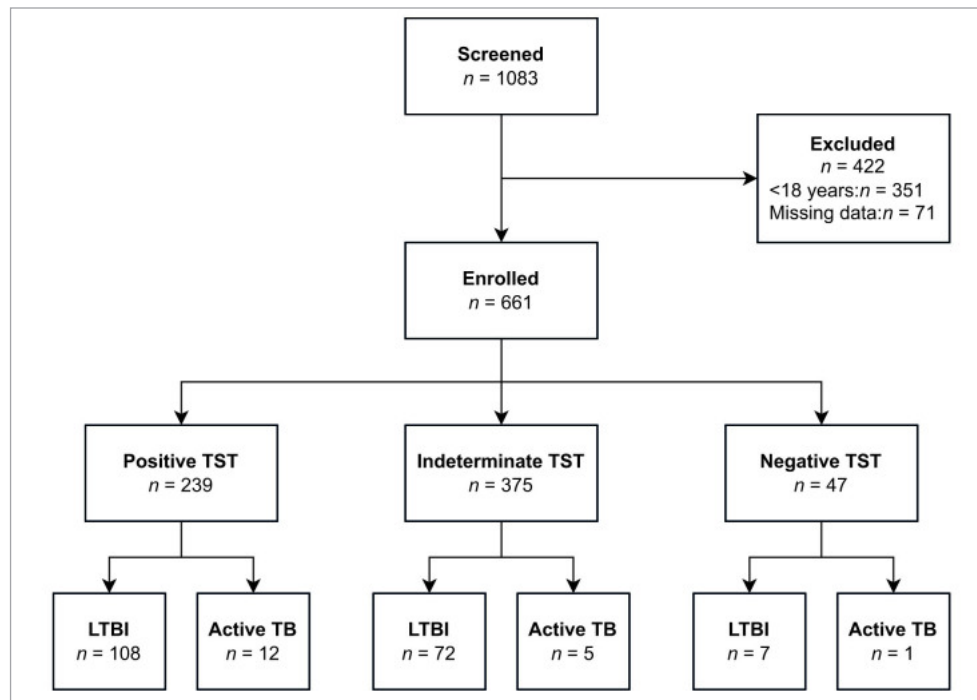 Screened
n = 1083
Excluded
n = 422
<18 years:n = 351
Missing data:n = 71
Enrolled
n = 661
Positive TST
n = 239
Indeterminate TST
n = 375
Negative TST
n = 47
LTBI
n = 108
Active TB
n = 12
LTBI
n = 72
Active TB
n = 5
LTBI
n = 7
Active TB
n = 1